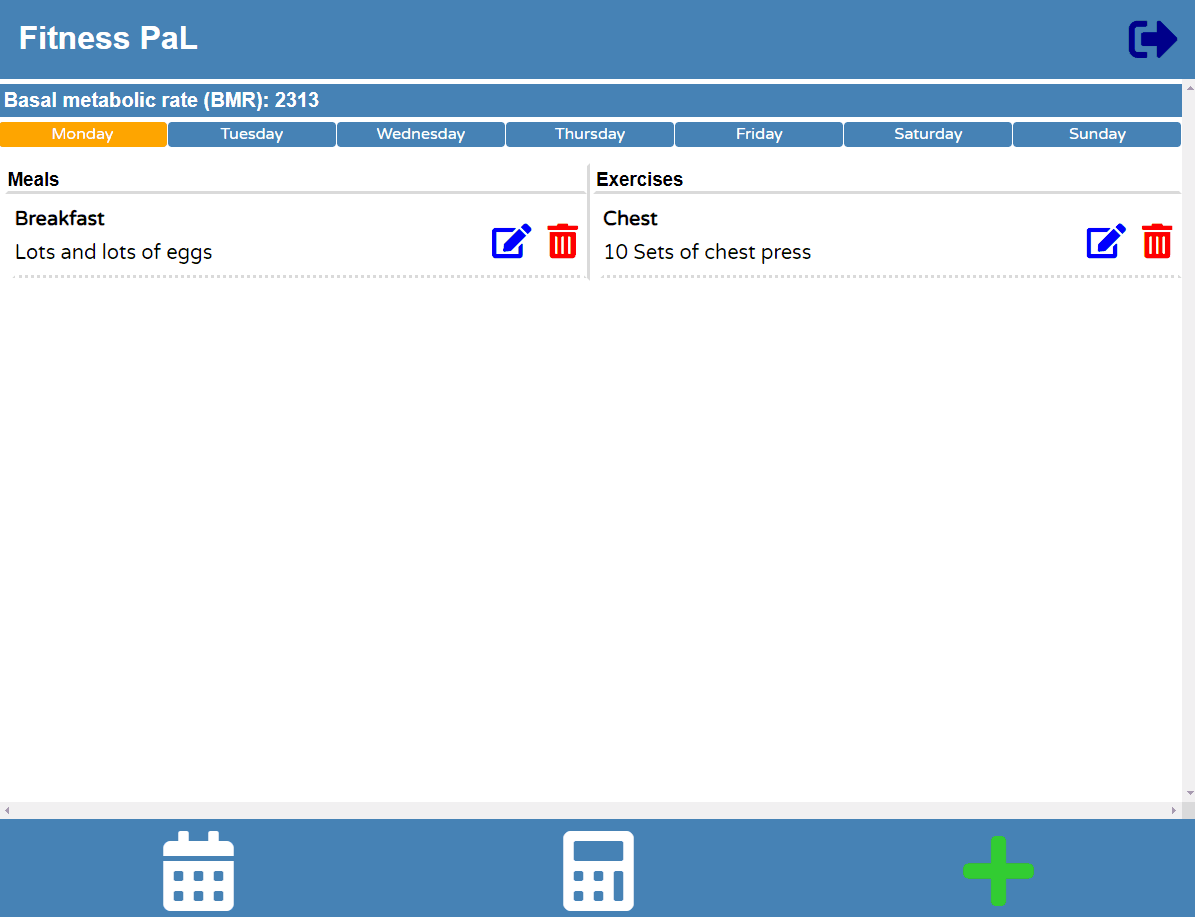 Fitness PaL
Basal metabolic rate (BMR): 2313
Monday Tuesday Wednesday Thursday Friday Saturday Sunday
Meals
Breakfast
Lots and lots of eggs
Exercises
Chest
10 Sets of chest press